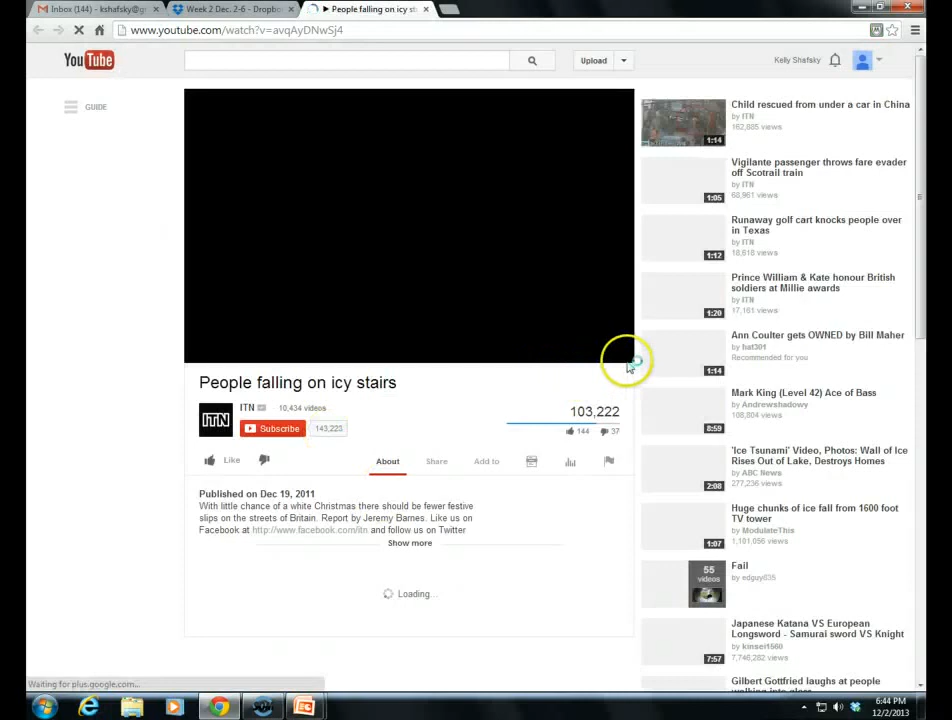 Inbox (144) - kshafsky@g
Week 2 Dec. 2-6 - Dropbo
People falling on icy st
www.youtube.com/watch?v=avqAyDNwSj4
YouTube
Upload
Kelly Shafsky
GUIDE
Child rescued from under a car in China
by ITN
162,885 views
1:14
Vigilante passenger throws fare evader
off Scotrail train
by ITN
68,961 views
1:05
Runaway golf cart knocks people over
in Texas
by ITN
18,618 views
1:12
Prince William & Kate honour British
soldiers at Millie awards
by ITN
17,161 views
1:20
Ann Coulter gets OWNED by Bill Maher
by hat301
Recommended for you
1:14
Mark King (Level 42) Ace of Bass
by Andrewshadowy
108,804 views
8:59
'Ice Tsunami' Video, Photos: Wall of Ice
Rises Out of Lake, Destroys Homes
by ABC News
277,236 views
2:08
Huge chunks of ice fall from 1600 foot
TV tower
by ModulateThis
1,101,056 views
1:07
Fail
by edguy635
55
videos
Japanese Katana VS European
Longsword - Samurai sword VS Knight
by kinsei1560
7,746,282 views
7:57
Gilbert Gottfried laughs at people
People falling on icy stairs
ITN
ITN
10,434 videos
Subscribe
143,223
103,222
144
37
Like
About
Share
Add to
Published on Dec 19, 2011
With little chance of a white Christmas there should be fewer festive
slips on the streets of Britain. Report by Jeremy Barnes. Like us on
Facebook at http://www.facebook.com/itn and follow us on Twitter
Show more
Loading...
Waiting for plus.google.com...
6:44 PM
12/2/2013